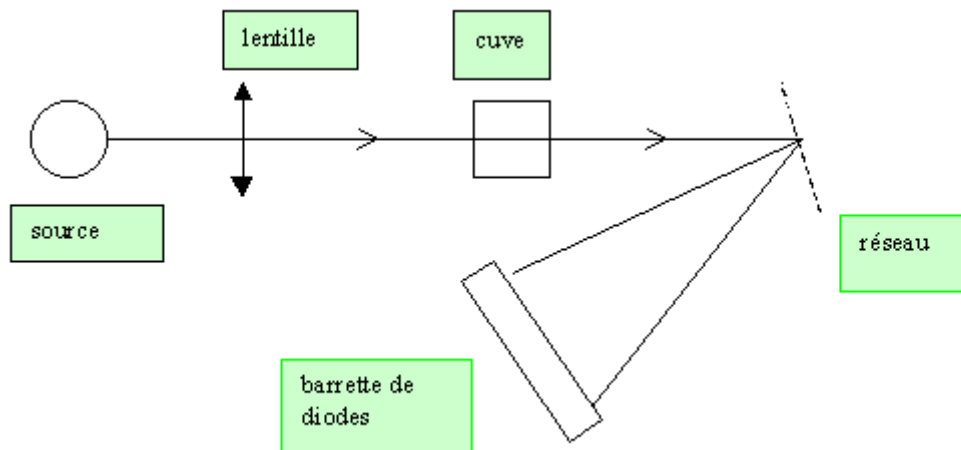 lentille
cuve
source
réseau
barrette de
diodes